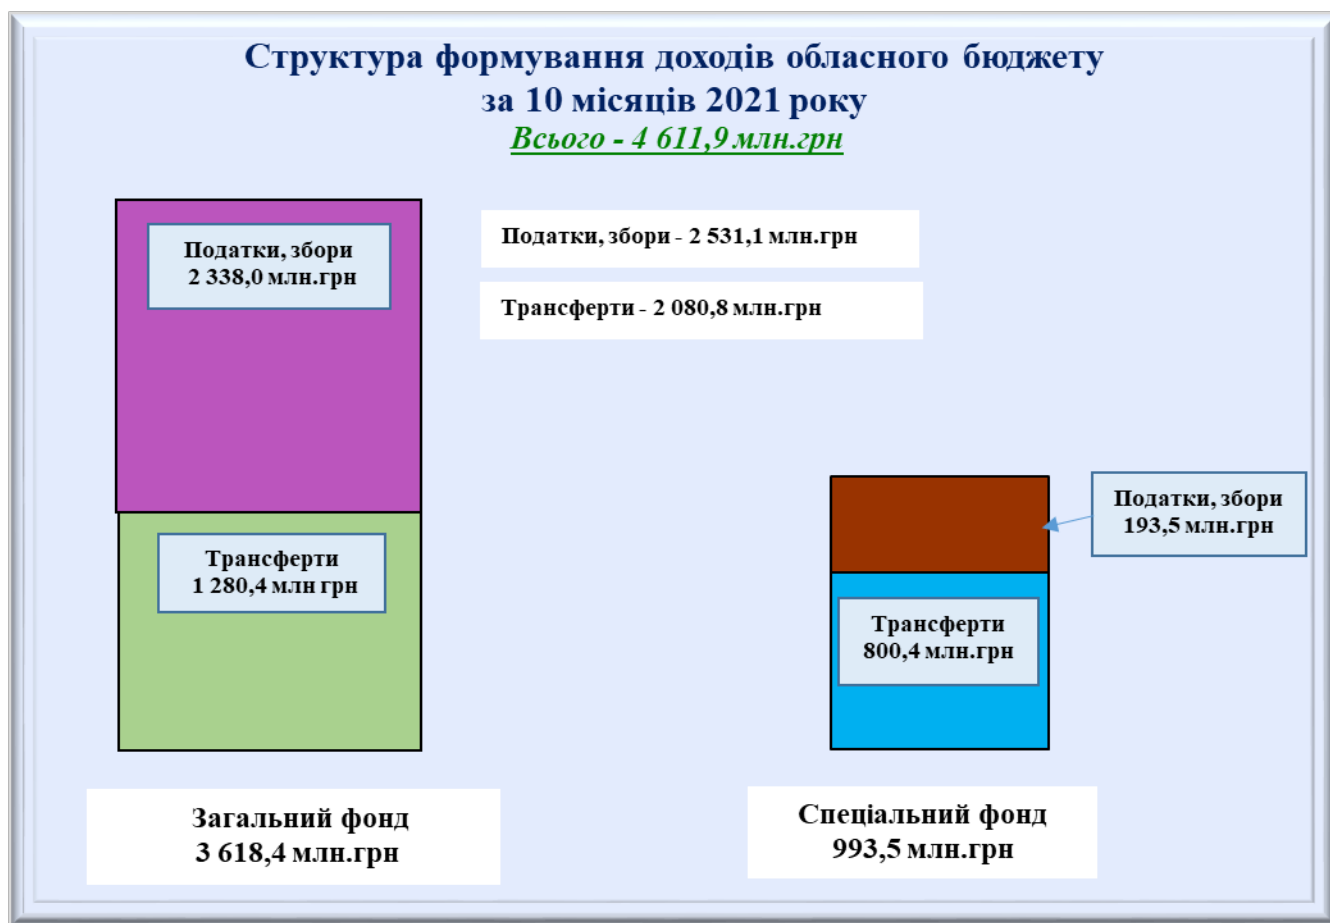 Структура формування доходів обласного бюджету
за 10 місяців 2021 року
Всього - 4 611,9 млн.грн
Податки, збори
2 338,0 млн.грн
Податки, збори - 2 531,1 млн.грн
Трансферти - 2 080,8 млн.грн
Трансферти
1 280,4 млн грн
Податки, збори
193,5 млн.грн
Трансферти
800,4 млн.грн
Загальний фонд
3 618,4 млн.грн
Спеціальний фонд
993,5 млн.грн